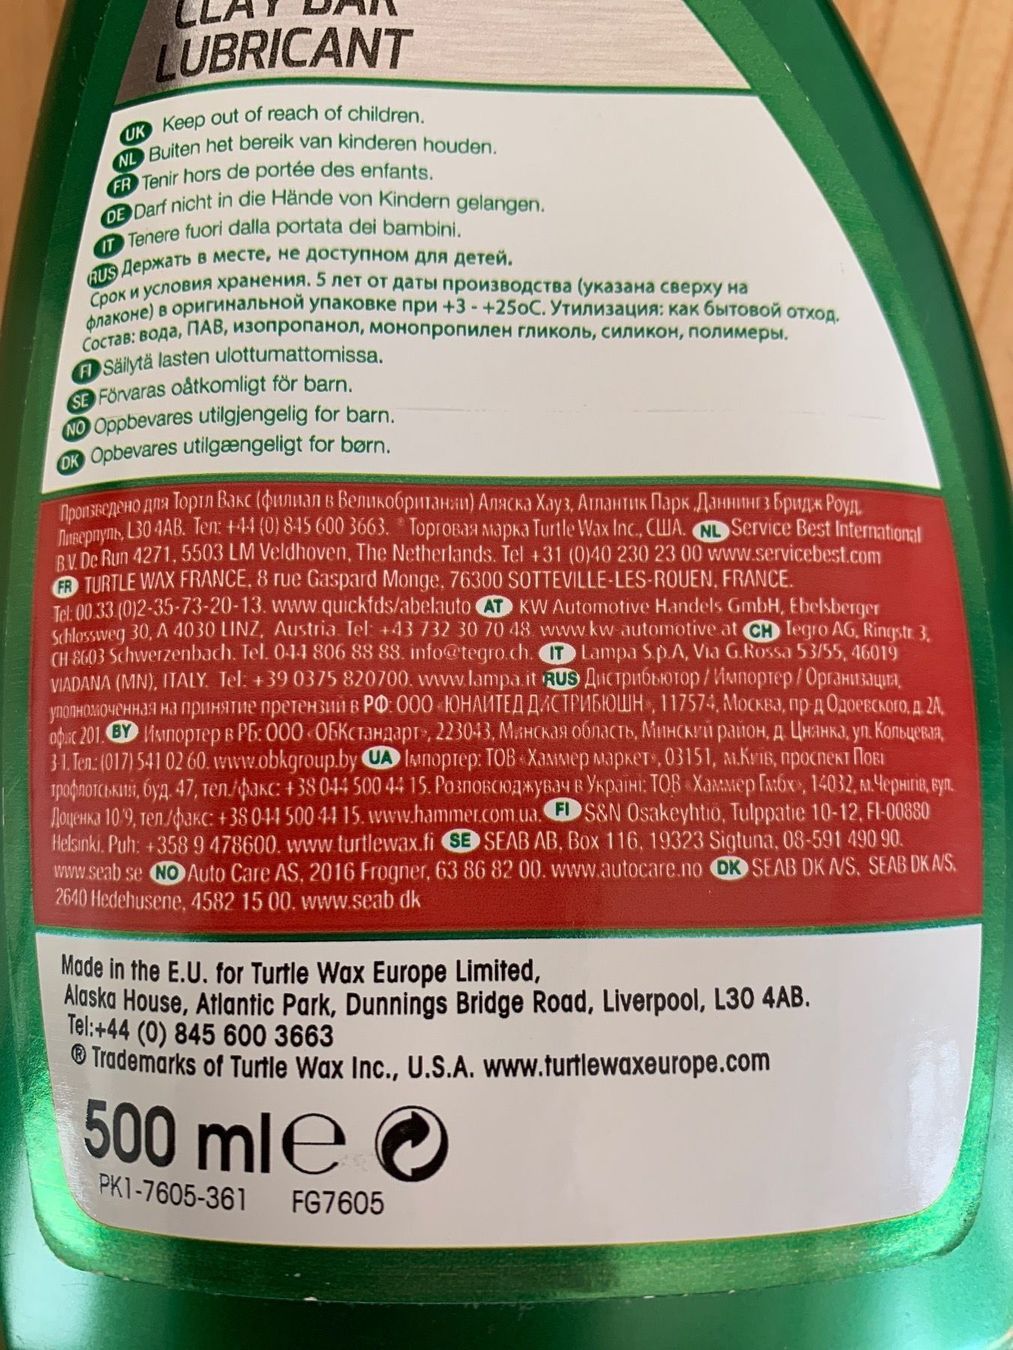 CLAY BAR
LUBRICANT
UK Keep out of reach of children.
NL Buiten het bereik van kinderen houden.
FR Tenir hors de portée des enfants.
DE Darf nicht in die Hände von Kindern gelangen.
IT Tenere fuori dalla portata dei bambini.
RUS Держать в месте, не доступном для детей.
Срок и условия хранения. 5 лет от даты производства (указана сверху на
флаконе) в оригинальной упаковке при +3 - +25oC. Утилизация: как бытовой отход.
Состав: вода, ПАВ, изопропанол, монопропилен гликоль, силикон, полимеры.
FI Säilytä lasten ulottumattomissa.
SE Förvaras oåtkomligt för barn.
NO Oppbevares utilgjengelig for barn.
DK Opbevares utilgængeligt for børn.
Произведено для Тортл Вакс (филиал в Великобритании) Аляска Хауз, Атлантик Парк, Даннингз Бридж Роуд,
Ливерпуль, L30 4AB. Тел: +44 (0) 845 600 3663. ® Торговая марка Turtle Wax Inc., США. NL Service Best International
B.V. De Run 4271, 5503 LM Veldhoven, The Netherlands. Tel +31 (0)40 230 23 00 www.servicebest.com
FR TURTLE WAX FRANCE, 8 rue Gaspard Monge, 76300 SOTTEVILLE-LES-ROUEN, FRANCE.
Tel: 00.33.(0)2-35-73-20-13. www.quickfds/abelauto AT KW Automotive Handels GmbH, Ebelsberger
Schlossweg 30, A 4030 LINZ, Austria. Tel: +43 732 30 70 48. www.kw-automotive.at CH Tegro AG, Ringstr. 3,
CH 8603 Schwerzenbach. Tel. 044 806 88 88. info@tegro.ch. IT Lampa S.p.A, Via G.Rossa 53/55, 46019
VIADANA (MN), ITALY. Tel: +39 0375 820700. www.lampa.it RUS Дистрибьютор / Импортер / Организация,
уполномоченная на принятие претензий в РФ: ООО «ЮНАЙТЕД ДИСТРИБЮШН», 117574, Москва, пр-д Одоевского, д. 2А,
офис 201. BY Импортер в РБ: ООО «ОБКстандарт», 223043, Минская область, Минский район, д. Цнянка, ул. Кольцевая,
3-1. Тел.: (017) 541 02 60. www.obkgroup.by UA Імпортер: ТОВ «Хаммер маркет», 03151, м.Київ, проспект Пові
трофлотський, буд. 47, тел./факс: +38 044 500 44 15. Розповсюджувач в Україні: ТОВ «Хаммер Гмбх», 14032, м.Чернігів, вул.
Доценка 10/9, тел./факс: +38 044 500 44 15. www.hammer.com.ua. FI S&N Osakeyhtiö, Tulppatie 10-12, FI-00880
Helsinki. Puh: +358 9 478600. www.turtlewax.fi SE SEAB AB, Box 116, 19323 Sigtuna, 08-591 490 90.
www.seab.se NO Auto Care AS, 2016 Frogner, 63 86 82 00. www.autocare.no DK SEAB DK A/S, SEAB DK A/S,
2640 Hedehusene, 4582 15 00. www.seab.dk
Made in the E.U. for Turtle Wax Europe Limited,
Alaska House, Atlantic Park, Dunnings Bridge Road, Liverpool, L30 4AB.
Tel:+44 (0) 845 600 3663
® Trademarks of Turtle Wax Inc., U.S.A. www.turtlewaxeurope.com
500 ml ℮
PK1-7605-361 FG7605